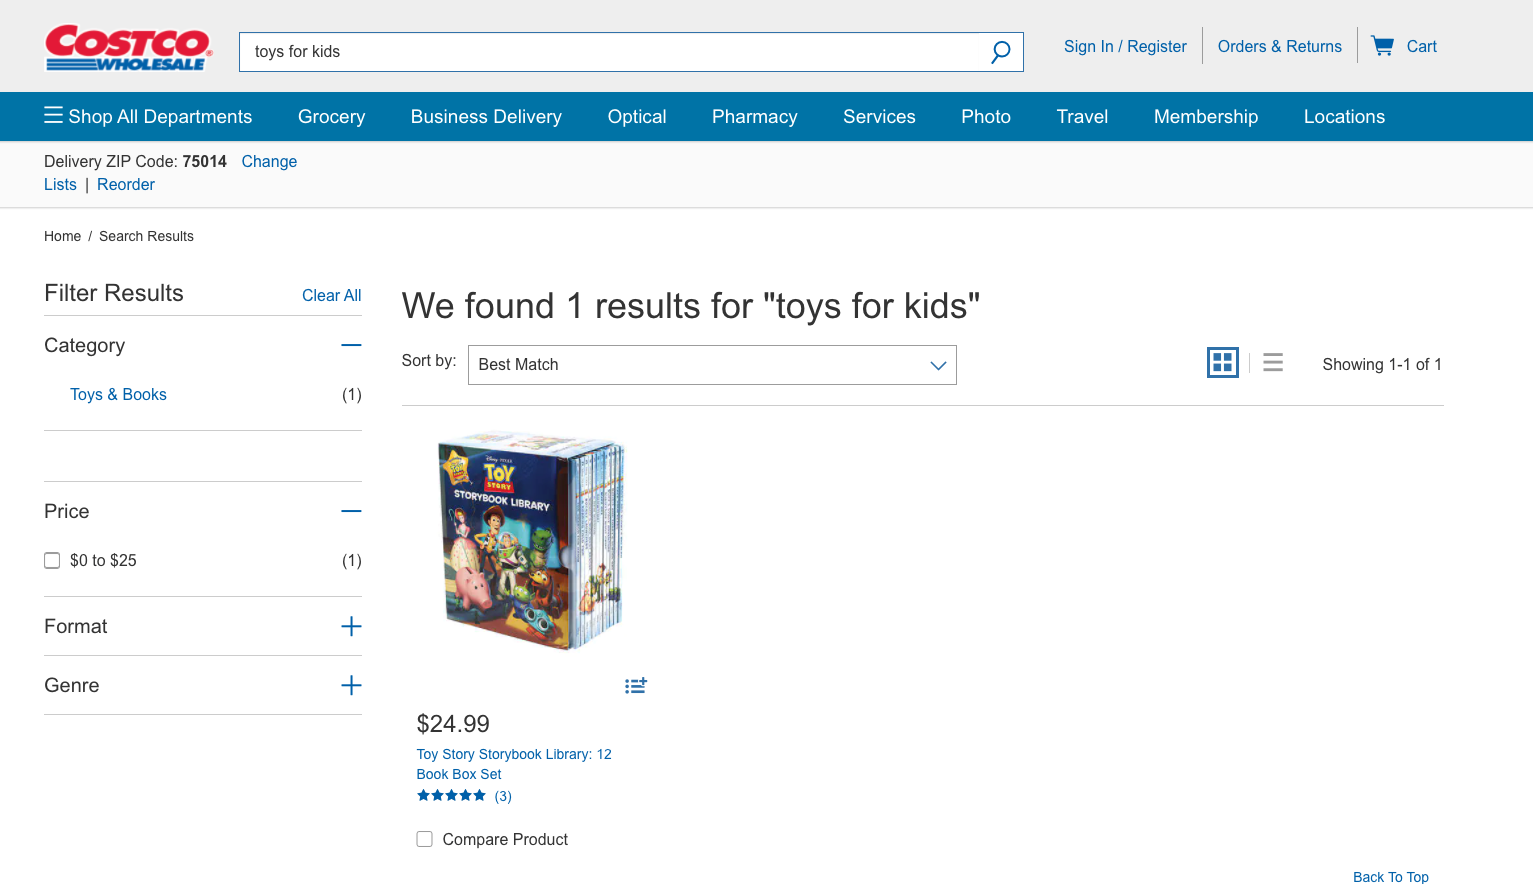 COSTCO
WHOLESALE
toys for kids
Sign In / Register
Orders & Returns
Cart
Shop All Departments
Grocery
Business Delivery
Optical
Pharmacy
Services
Photo
Travel
Membership
Locations
Delivery ZIP Code: 75014 Change
Lists | Reorder
Home / Search Results
Filter Results
Clear All
Category
Toys & Books (1)
Price
$0 to $25 (1)
Format
Genre
We found 1 results for "toys for kids"
Sort by: Best Match
Showing 1-1 of 1
Disney PIXAR
TOY
STORY
STORYBOOK LIBRARY
$24.99
Toy Story Storybook Library: 12
Book Box Set
(3)
Compare Product
Back To Top